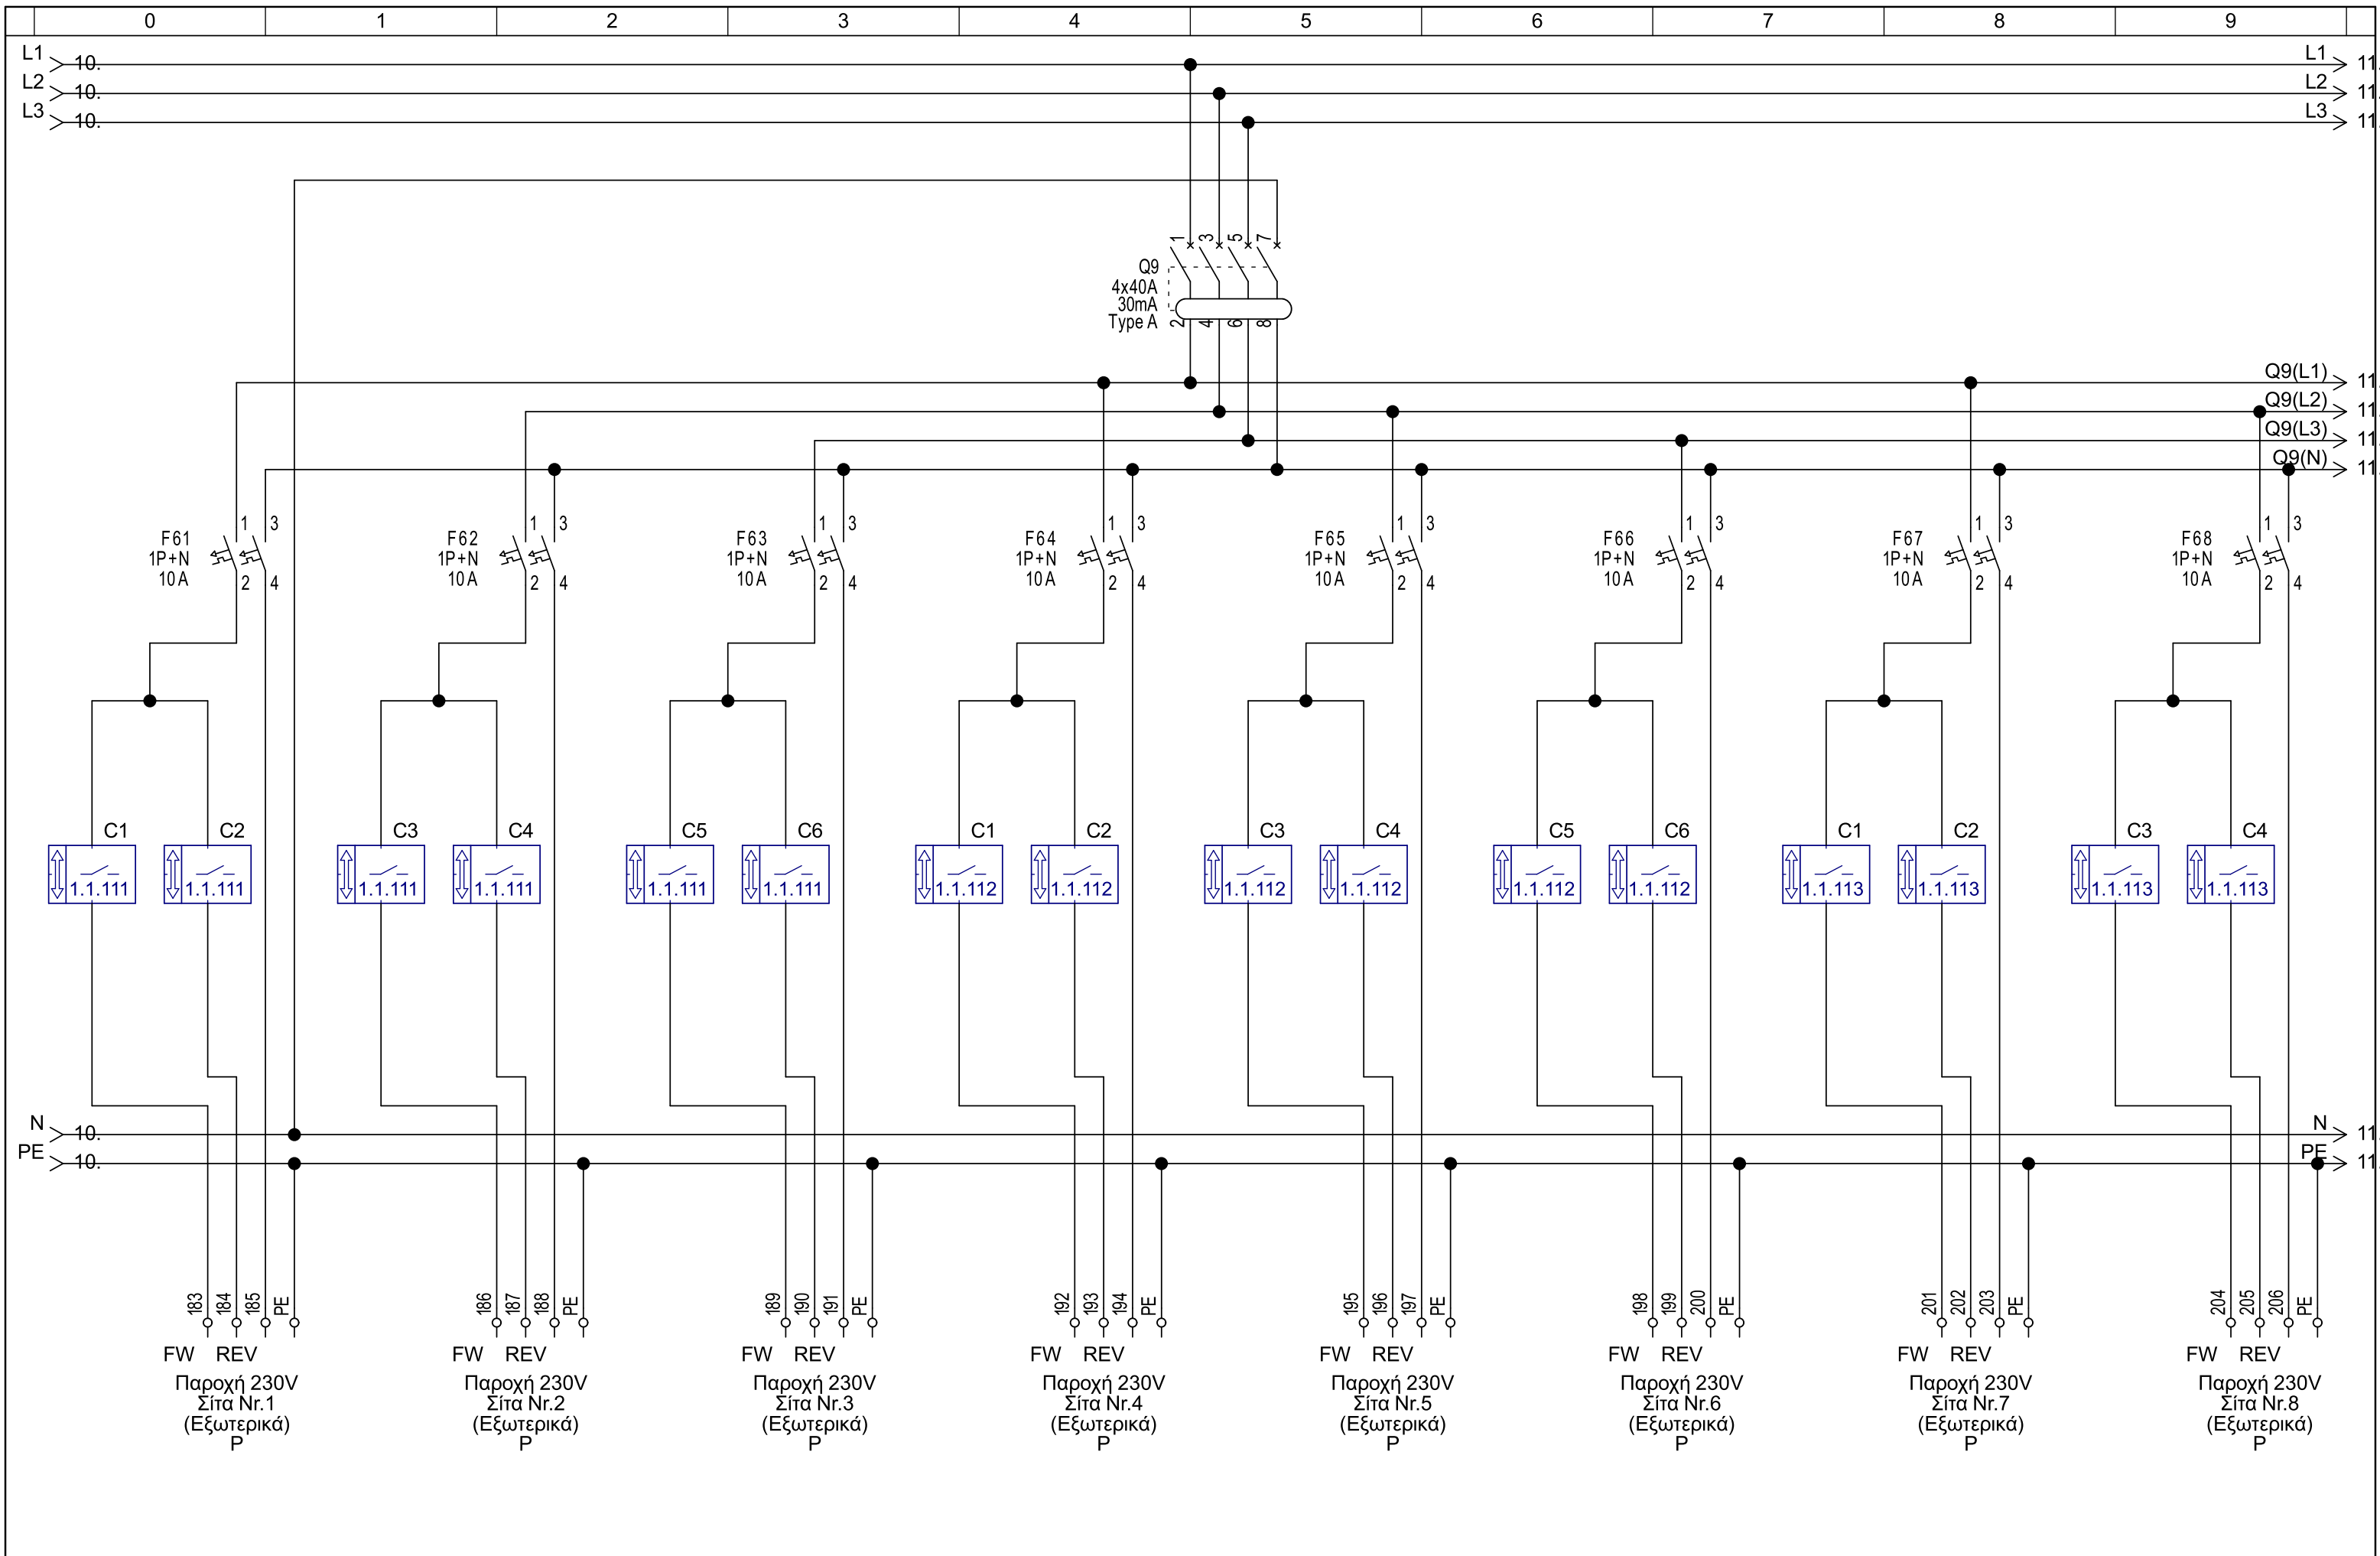 0 1 2 3 4 5 6 7 8 9
L1 10. L1 11
L2 10. L2 11
L3 10. L3 11
1 3 5 7
Q9
4x40A
30mA
Type A
2 4 6 8
Q9(L1) 11
Q9(L2) 11
Q9(L3) 11
Q9(N) 11
1 3 1 3 1 3 1 3 1 3 1 3 1 3 1 3
F61 F62 F63 F64 F65 F66 F67 F68
1P+N 1P+N 1P+N 1P+N 1P+N 1P+N 1P+N 1P+N
10A 10A 10A 10A 10A 10A 10A 10A
2 4 2 4 2 4 2 4 2 4 2 4 2 4 2 4
C1 C2 C3 C4 C5 C6 C1 C2 C3 C4 C5 C6 C1 C2 C3 C4
1.1.111 1.1.111 1.1.111 1.1.111 1.1.111 1.1.111 1.1.112 1.1.112 1.1.112 1.1.112 1.1.112 1.1.112 1.1.113 1.1.113 1.1.113 1.1.113
N 10. N 11
PE 10. PE 11
183 184 185 PE 186 187 188 PE 189 190 191 PE 192 193 194 PE 195 196 197 PE 198 199 200 PE 201 202 203 PE 204 205 206 PE
FW REV FW REV FW REV FW REV FW REV FW REV FW REV FW REV
Παροχή 230V Παροχή 230V Παροχή 230V Παροχή 230V Παροχή 230V Παροχή 230V Παροχή 230V Παροχή 230V
Σίτα Nr.1 Σίτα Nr.2 Σίτα Nr.3 Σίτα Nr.4 Σίτα Nr.5 Σίτα Nr.6 Σίτα Nr.7 Σίτα Nr.8
(Εξωτερικά) (Εξωτερικά) (Εξωτερικά) (Εξωτερικά) (Εξωτερικά) (Εξωτερικά) (Εξωτερικά) (Εξωτερικά)
P P P P P P P P